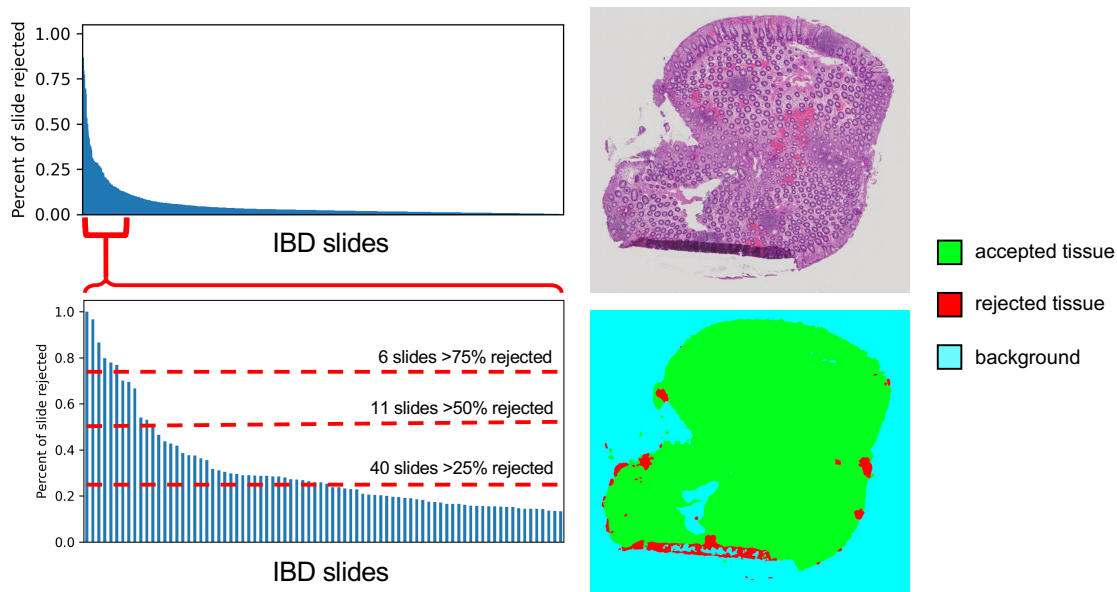 Percent of slide rejected
1.00
0.75
0.50
0.25
0.00
IBD slides
Percent of slide rejected
1.0
0.8
0.6
0.4
0.2
0.0
6 slides >75% rejected
11 slides >50% rejected
40 slides >25% rejected
IBD slides
accepted tissue
rejected tissue
background